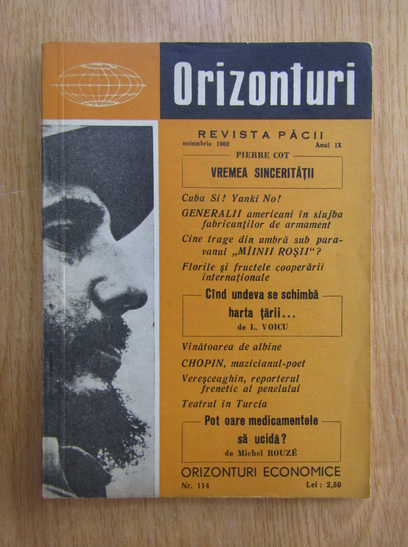 Orizonturi
REVISTA PĂCII
noiembrie 1960 Anul IX
PIERRE COT
VREMEA SINCERITĂȚII
Cuba Si! Yanki No!
GENERALII americani în slujba
fabricanților de armament
Cine trage din umbră sub para-
vanul „MÎINII ROȘII“?
Florile și fructele cooperării
internaționale
Cînd undeva se schimbă
harta țării...
de L. VOICU
Vînătoarea de albine
CHOPIN, muzicianul-poet
Vereșceaghin, reporterul
frenetic al penelului
Teatrul în Turcia
Pot oare medicamentele
să ucidă?
de Michel ROUZÉ
ORIZONTURI ECONOMICE
Nr. 114 Lei : 2,50